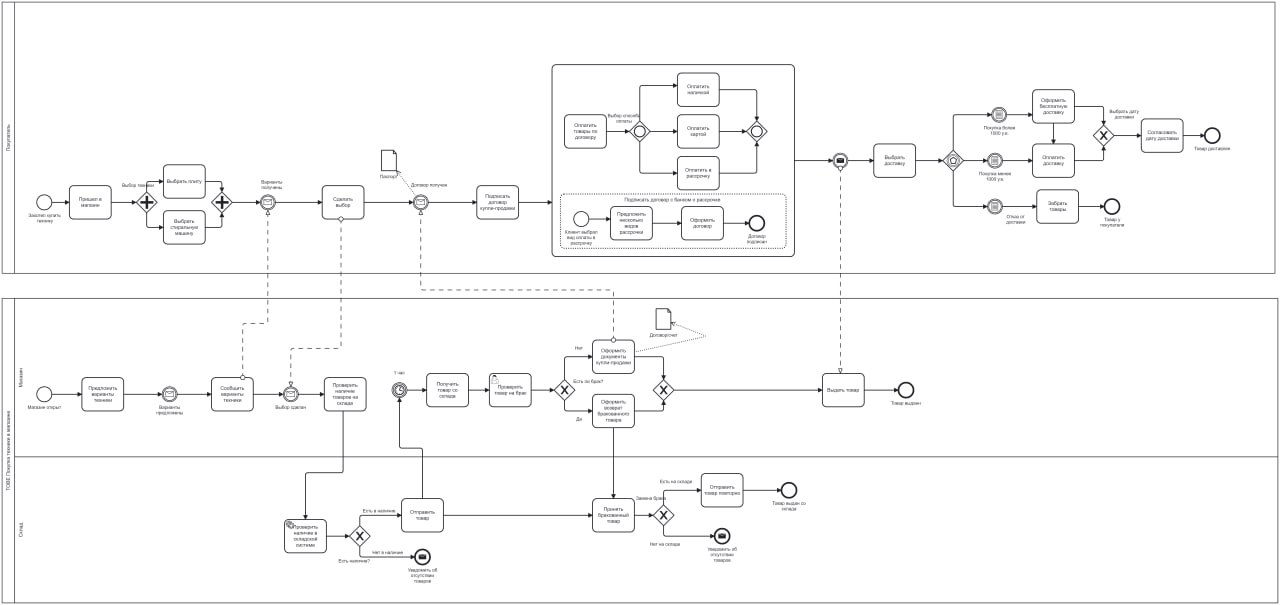 Покупатель
Захотел купить
технику
Пришел в
магазин
Выбор техники
Выбрать плиту
Выбрать
стиральную
машину
Варианты
получены
Сделать
выбор
Паспорт
Договор получен
Подписать
договор
купли-продажи
Оплатить
товары по
договору
Выбор способа
оплаты
Оплатить
наличкой
Оплатить
картой
Оплатить в
рассрочку
Подписать договор с банком о рассрочке
Клиент выбрал
вид оплаты в
рассрочку
Предложить
несколько
видов
рассрочки
Оформить
договор
Договор
подписан
Выбрать
доставку
Покупка более
1000 у.е.
Покупка менее
1000 у.е.
Отказ от
доставки
Оформить
бесплатную
доставку
Оплатить
доставку
Забрать
товары
Товар у
покупателя
Выбрать дату
доставки
Согласовать
дату доставки
Товар доставлен
TOBE Покупка техники в магазине
Магазин
Магазин открыт
Предложить
варианты
техники
Варианты
предложены
Сообщить
варианты
техники
Выбор сделан
Проверить
наличие
товаров на
складе
1 час
Получить
товар со
склада
Проверить
товар на брак
Есть ли брак?
Нет
Да
Оформить
документы
купли-продажи
Договор/счет
Оформить
возврат
бракованного
товара
Выдать товар
Товар выдан
Склад
Проверить
наличие в
складской
системе
Есть наличие?
Есть в наличие
Нет в наличие
Отправить
товар
Уведомить об
отсутствии
товаров
Принять
бракованный
товар
Замена брака
Есть на складе
Нет на складе
Отправить
товар повторно
Товар выдан со
склада
Уведомить об
отсутствии
товаров